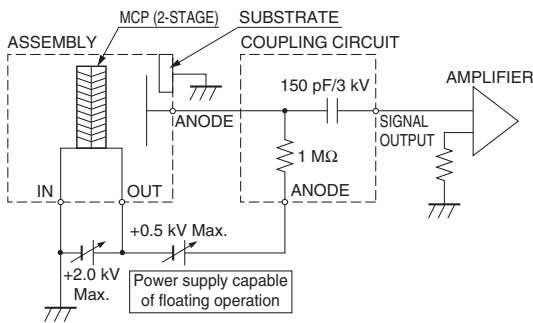 MCP (2-STAGE)
SUBSTRATE
ASSEMBLY
COUPLING CIRCUIT
150 pF/3 kV
AMPLIFIER
ANODE
SIGNAL
OUTPUT
1 MΩ
IN
OUT
ANODE
+0.5 kV Max.
+2.0 kV
Max.
Power supply capable
of floating operation